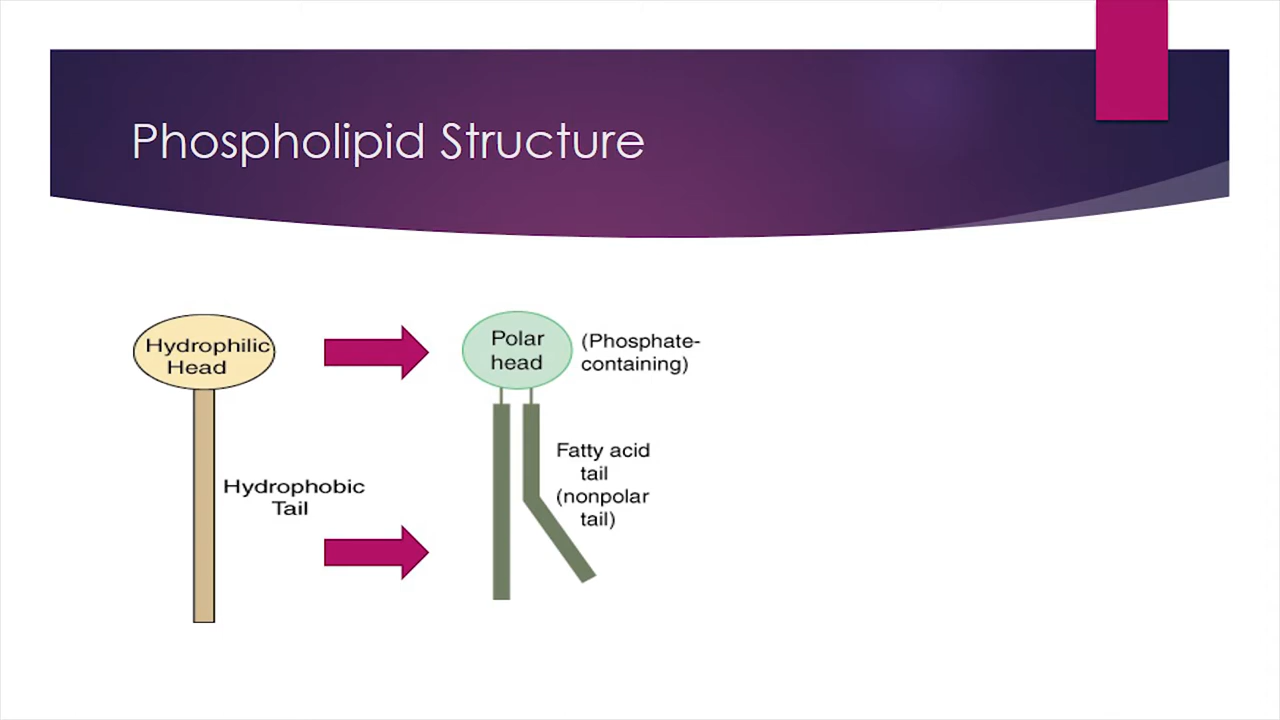 Phospholipid Structure
Hydrophilic
Head
Hydrophobic
Tail
Polar
head
(Phosphate-
containing)
Fatty acid
tail
(nonpolar
tail)